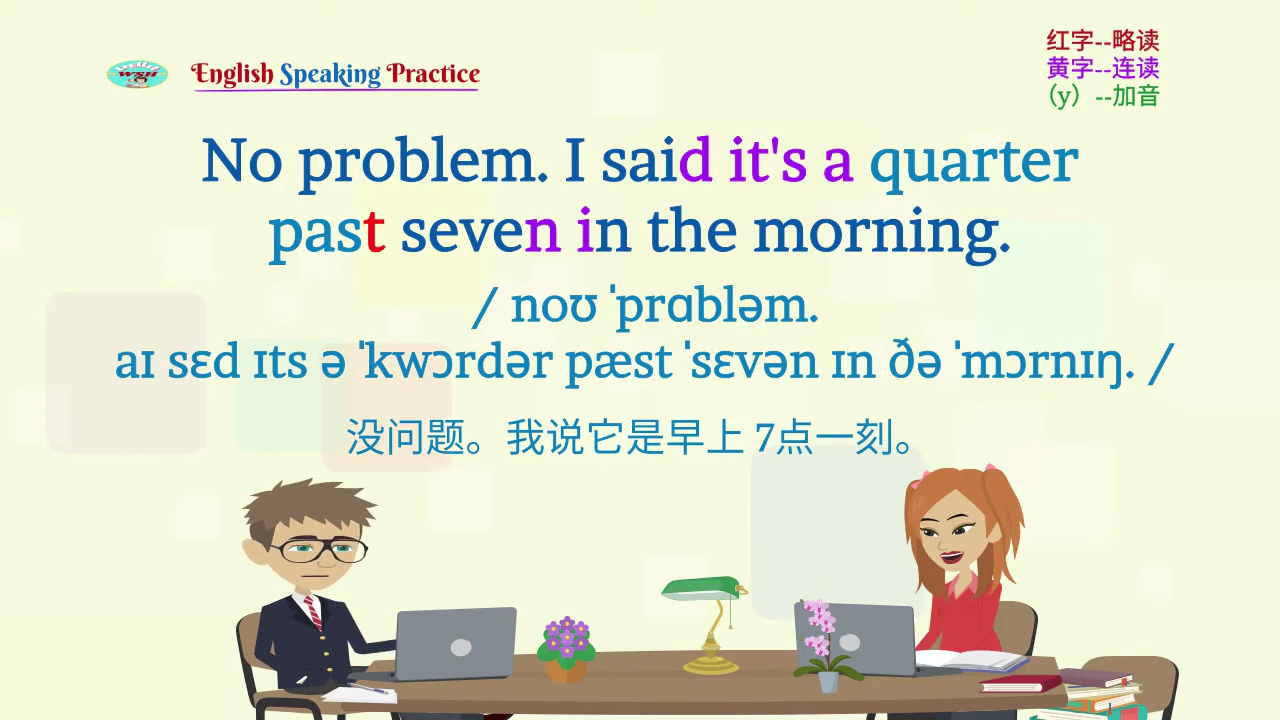 English Speaking Practice
红字--略读
黄字--连读
（y）--加音
No problem. I said it's a quarter
past seven in the morning.
/ noʊ ˈprɑbləm.
aɪ sɛd ɪts ə ˈkwɔrdər pæst ˈsɛvən ɪn ðə ˈmɔrnɪŋ. /
没问题。我说它是早上 7点一刻。